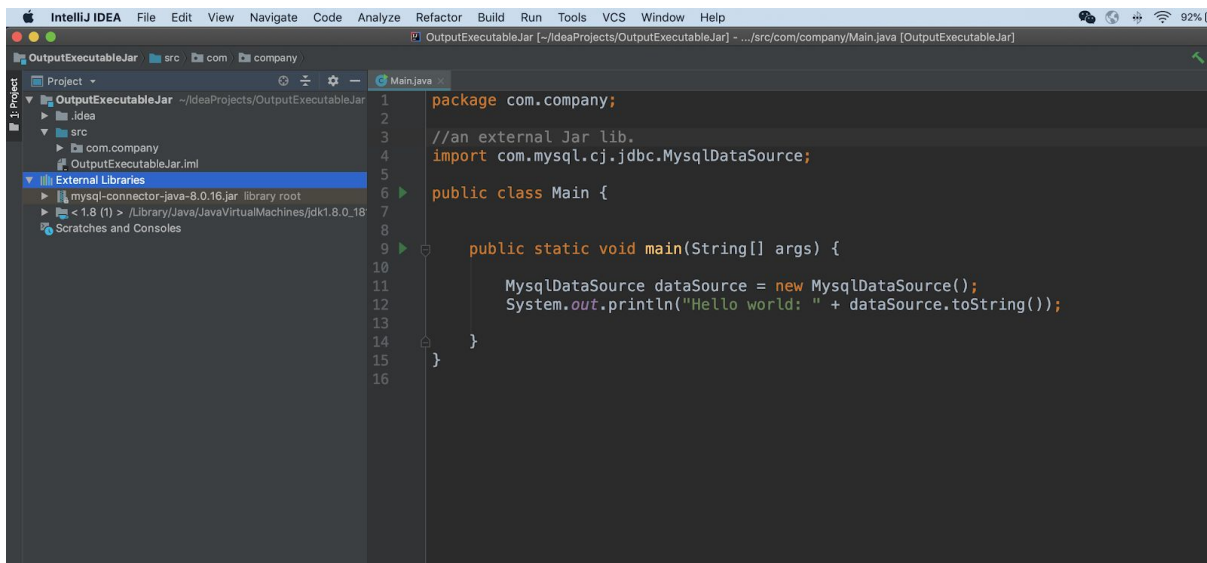 IntelliJ IDEA File Edit View Navigate Code Analyze Refactor Build Run Tools VCS Window Help 92%
OutputExecutableJar [~/IdeaProjects/OutputExecutableJar] - .../src/com/company/Main.java [OutputExecutableJar]
OutputExecutableJar src com company
1: Project
Project
OutputExecutableJar ~/IdeaProjects/OutputExecutableJar
.idea
src
com.company
OutputExecutableJar.iml
External Libraries
mysql-connector-java-8.0.16.jar library root
< 1.8 (1) > /Library/Java/JavaVirtualMachines/jdk1.8.0_18
Scratches and Consoles
Main.java
1 package com.company;
2
3 //an external Jar lib.
4 import com.mysql.cj.jdbc.MysqlDataSource;
5
6 public class Main {
7
8
9 public static void main(String[] args) {
10
11 MysqlDataSource dataSource = new MysqlDataSource();
12 System.out.println("Hello world: " + dataSource.toString());
13
14 }
15 }
16